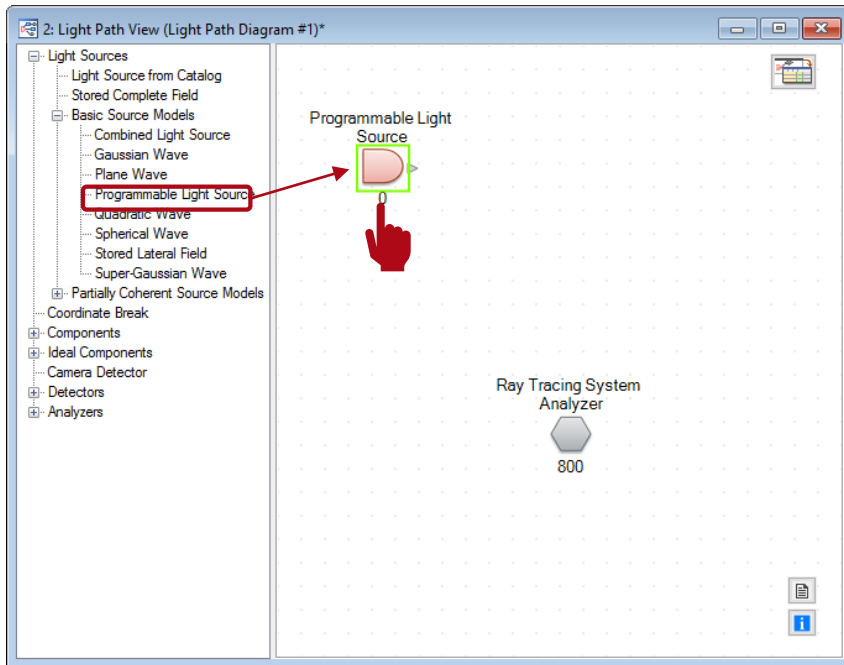 2: Light Path View (Light Path Diagram #1)*
Light Sources
Light Source from Catalog
Stored Complete Field
Basic Source Models
Combined Light Source
Gaussian Wave
Plane Wave
Programmable Light Source
Quadratic Wave
Spherical Wave
Stored Lateral Field
Super-Gaussian Wave
Partially Coherent Source Models
Coordinate Break
Components
Ideal Components
Camera Detector
Detectors
Analyzers
Programmable Light
Source
0
Ray Tracing System
Analyzer
800